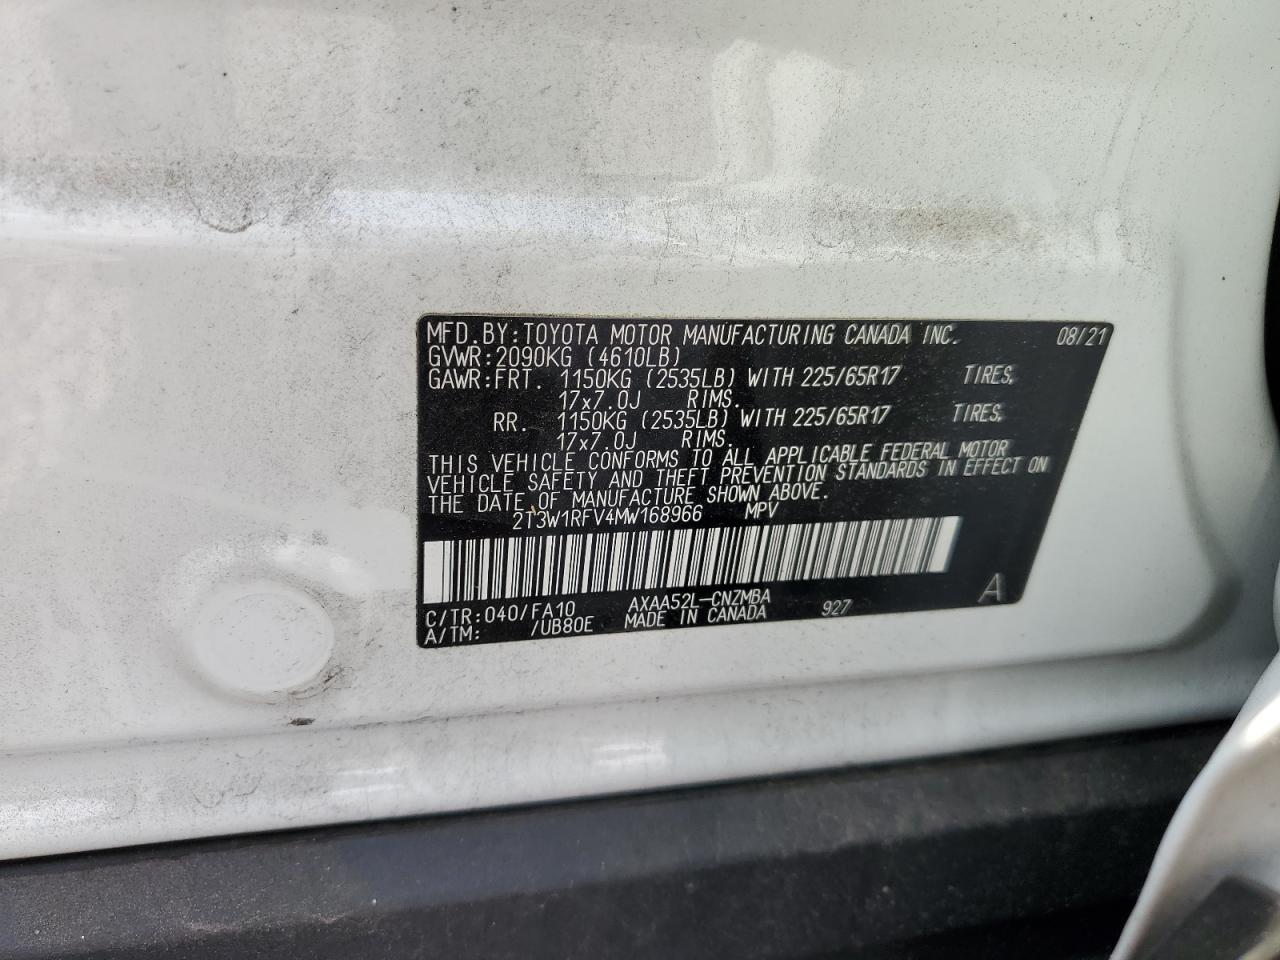 MFD.BY:TOYOTA MOTOR MANUFACTURING CANADA INC. 08/21
GVWR:2090KG (4610LB)
GAWR:FRT. 1150KG (2535LB) WITH 225/65R17 TIRES,
17x7.0J RIMS.
RR. 1150KG (2535LB) WITH 225/65R17 TIRES,
17x7.0J RIMS.
THIS VEHICLE CONFORMS TO ALL APPLICABLE FEDERAL MOTOR
VEHICLE SAFETY AND THEFT PREVENTION STANDARDS IN EFFECT ON
THE DATE OF MANUFACTURE SHOWN ABOVE.
2T3W1RFV4MW168966 MPV
C/TR:040/FA10 AXAA52L-CNZMBA 927 A
A/TM: /UB80E MADE IN CANADA